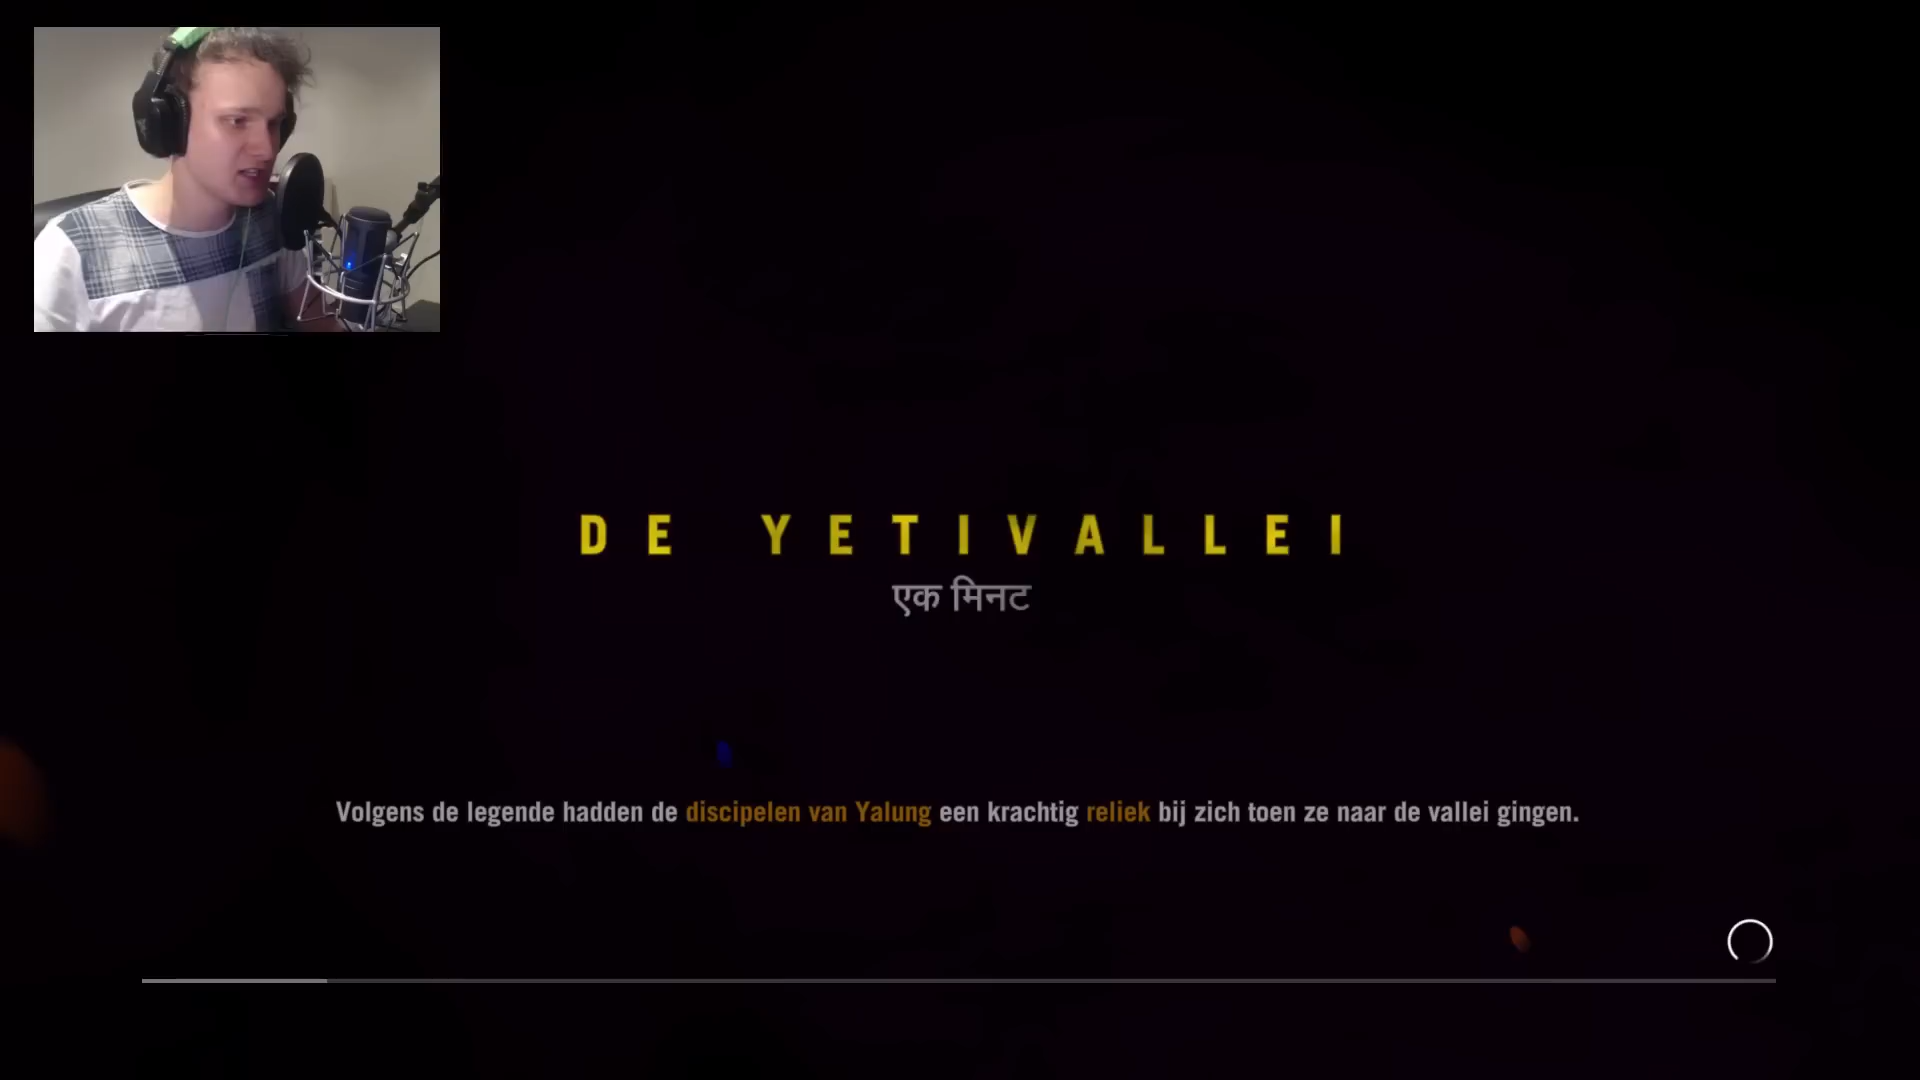 DE YETIVALLEI
एक मिनट
Volgens de legende hadden de discipelen van Yalung een krachtig reliek bij zich toen ze naar de vallei gingen.